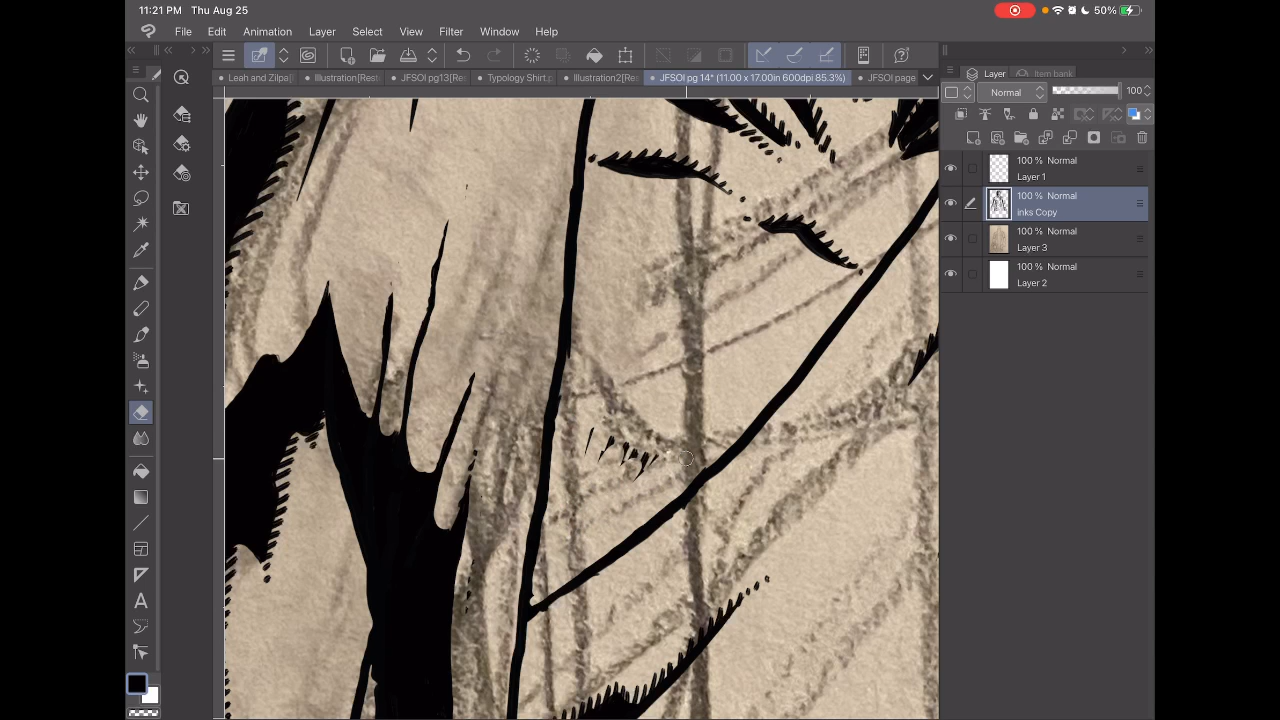 11:21 PM Thu Aug 25
50%
File Edit Animation Layer Select View Filter Window Help
Leah and Zilpa[ Illustration[Rest JFSOI pg13[Re: Typology Shirt.c Illustration2[Res JFSOI pg 14* (11.00 x 17.00in 600dpi 85.3%) JFSOI page
Layer Item bank
Normal 100
100 % Normal
Layer 1
100 % Normal
inks Copy
100 % Normal
Layer 3
100 % Normal
Layer 2